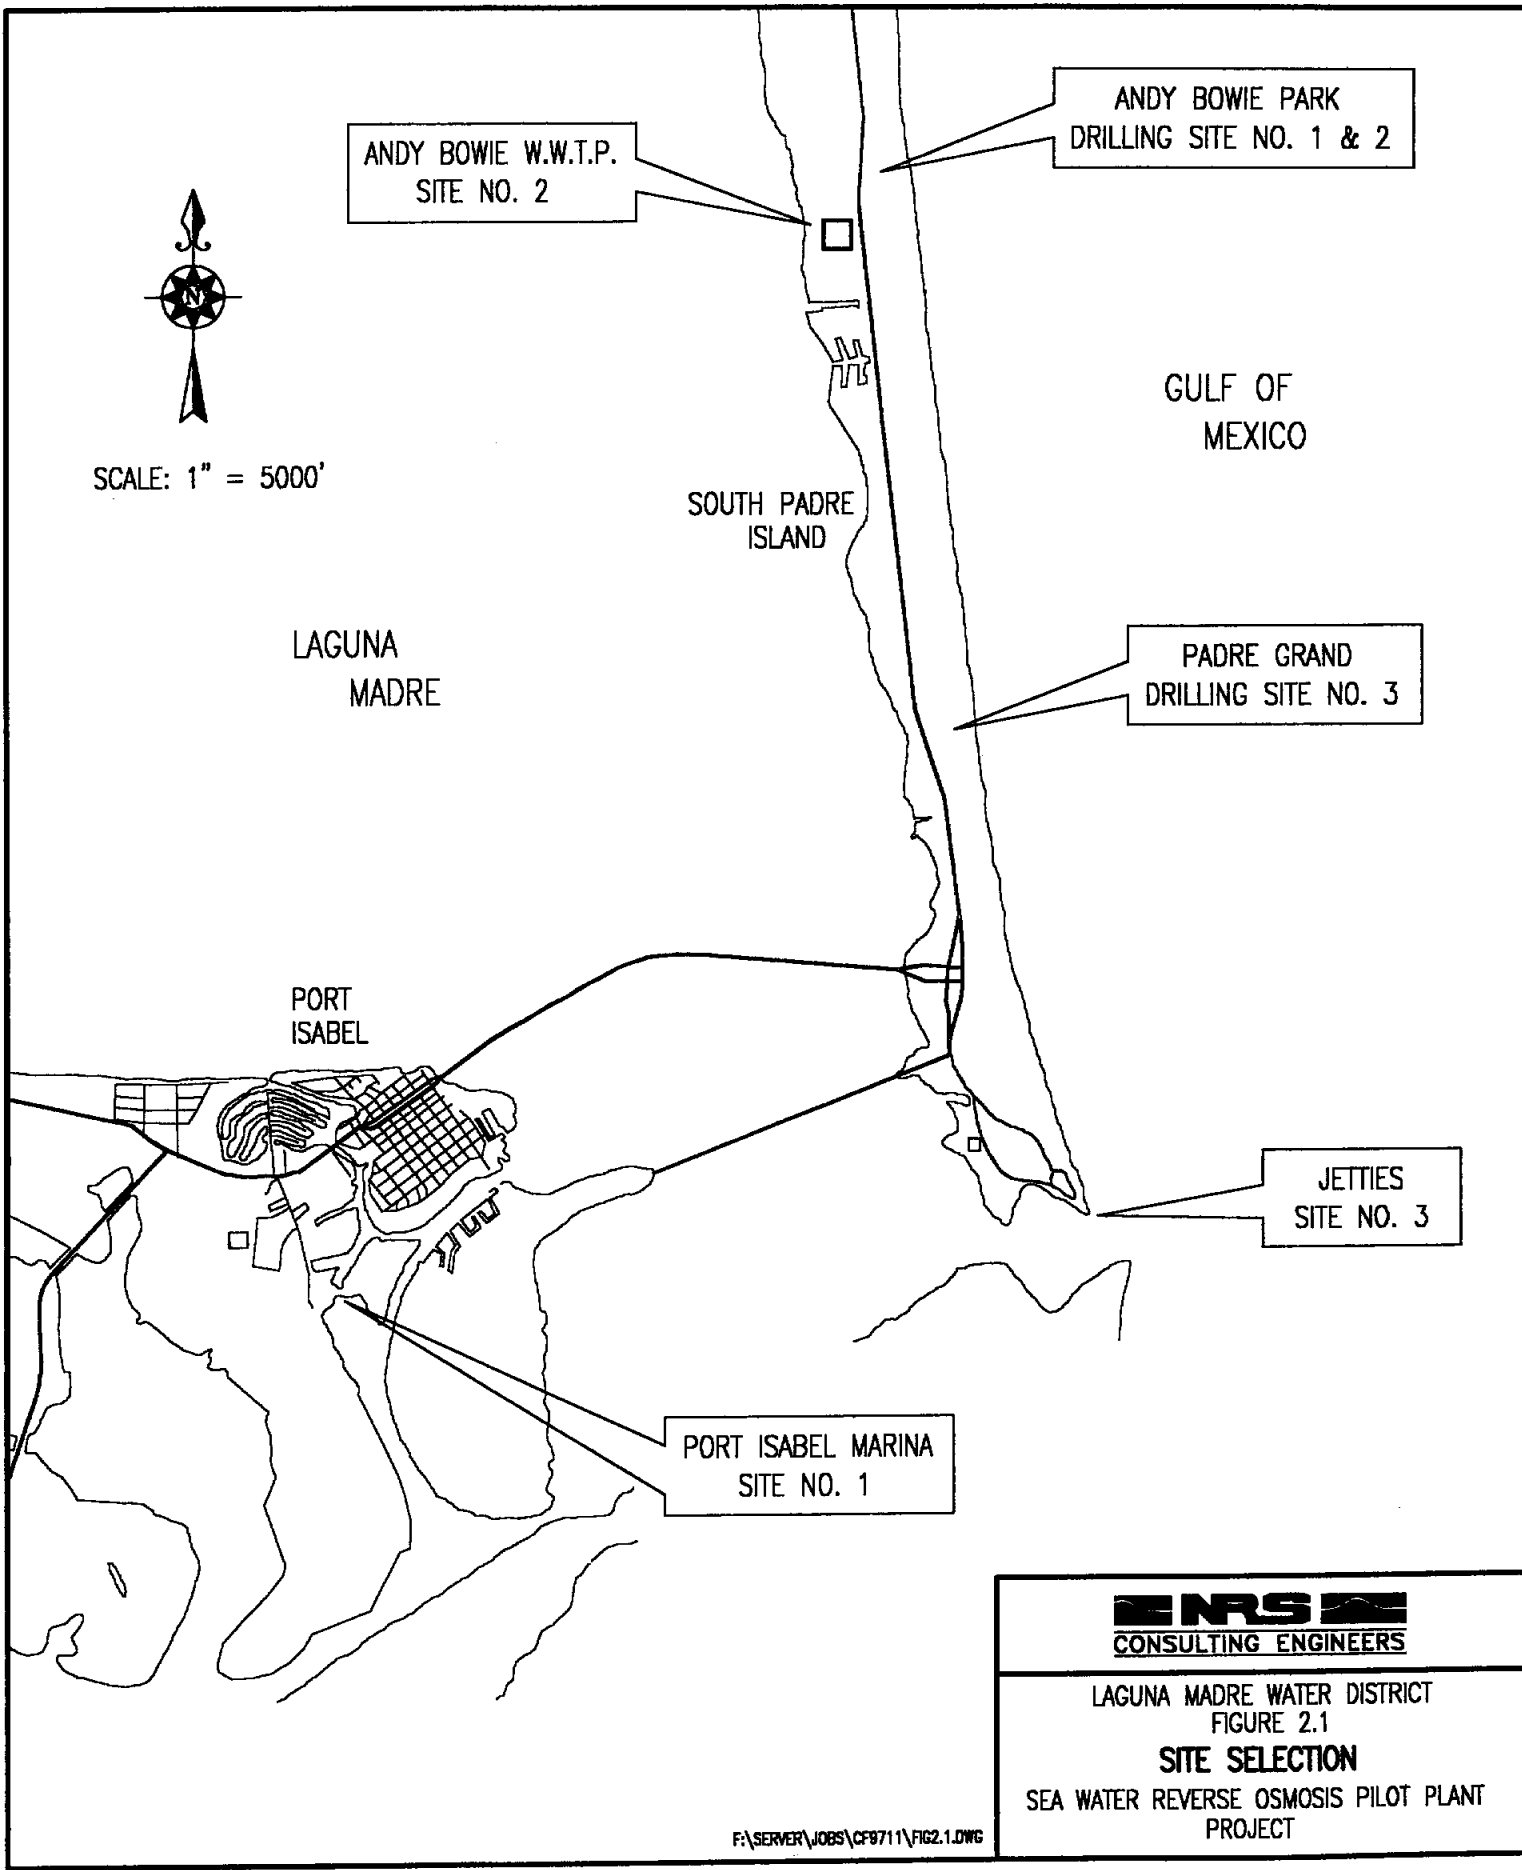 ANDY BOWIE PARK
DRILLING SITE NO. 1 & 2
ANDY BOWIE W.W.T.P.
SITE NO. 2
N
SCALE: 1" = 5000'
GULF OF
MEXICO
SOUTH PADRE
ISLAND
LAGUNA
MADRE
PADRE GRAND
DRILLING SITE NO. 3
PORT
ISABEL
JETTIES
SITE NO. 3
PORT ISABEL MARINA
SITE NO. 1
NRS
CONSULTING ENGINEERS
LAGUNA MADRE WATER DISTRICT
FIGURE 2.1
SITE SELECTION
SEA WATER REVERSE OSMOSIS PILOT PLANT
PROJECT
F:\SERVER\JOBS\CF9711\FIG2.1.DWG